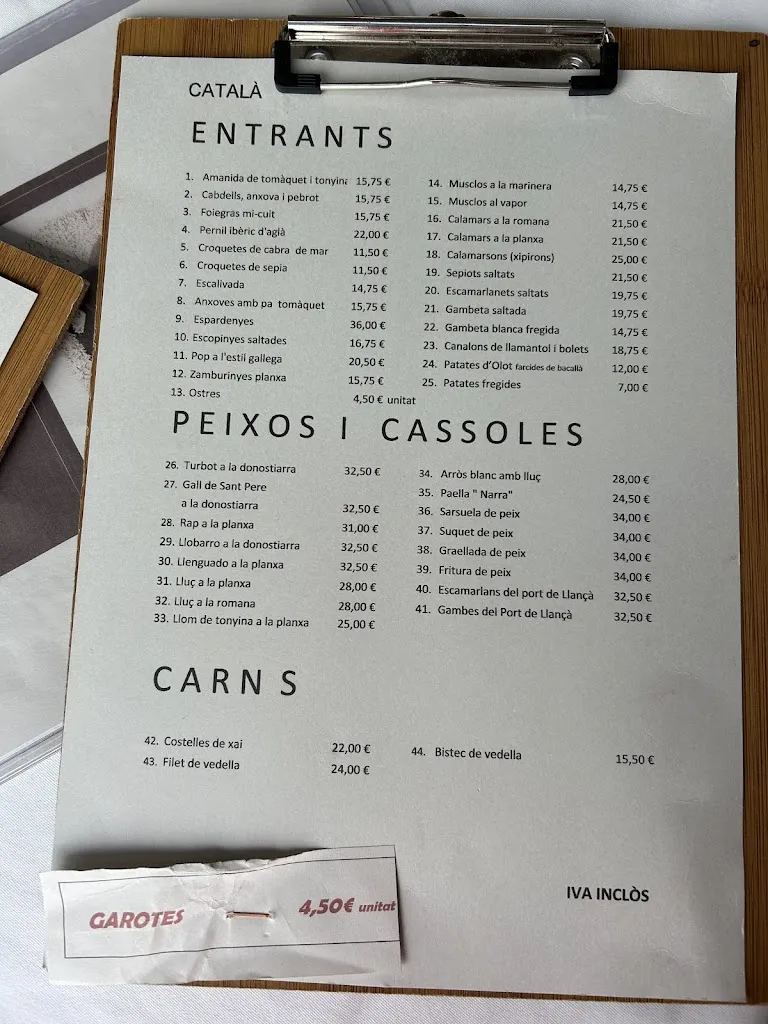 CATALÀ
ENTRANTS
1. Amanida de tomàquet i tonyina 15,75 €
2. Cabdells, anxova i pebrot 15,75 €
3. Foiegras mi-cuit 15,75 €
4. Pernil ibèric d'aglà 22,00 €
5. Croquetes de cabra de mar 11,50 €
6. Croquetes de sepia 11,50 €
7. Escalivada 14,75 €
8. Anxoves amb pa tomàquet 15,75 €
9. Espardenyes 36,00 €
10. Escopinyes saltades 16,75 €
11. Pop a l'estil gallega 20,50 €
12. Zamburinyes planxa 15,75 €
13. Ostres 4,50 € unitat
14. Musclos a la marinera 14,75 €
15. Musclos al vapor 14,75 €
16. Calamars a la romana 21,50 €
17. Calamars a la planxa 21,50 €
18. Calamarsons (xipirons) 25,00 €
19. Sepiots saltats 21,50 €
20. Escamarlanets saltats 19,75 €
21. Gambeta saltada 19,75 €
22. Gambeta blanca fregida 14,75 €
23. Canalons de llamantol i bolets 18,75 €
24. Patates d'Olot farcides de bacallà 12,00 €
25. Patates fregides 7,00 €
PEIXOS I CASSOLES
26. Turbot a la donostiarra 32,50 €
27. Gall de Sant Pere
a la donostiarra 32,50 €
28. Rap a la planxa 31,00 €
29. Llobarro a la donostiarra 32,50 €
30. Llenguado a la planxa 32,50 €
31. Lluç a la planxa 28,00 €
32. Lluç a la romana 28,00 €
33. Llom de tonyina a la planxa 25,00 €
34. Arròs blanc amb lluç 28,00 €
35. Paella " Narra" 24,50 €
36. Sarsuela de peix 34,00 €
37. Suquet de peix 34,00 €
38. Graellada de peix 34,00 €
39. Fritura de peix 34,00 €
40. Escamarlans del port de Llançà 32,50 €
41. Gambes del Port de Llançà 32,50 €
CARN S
42. Costelles de xai 22,00 €
43. Filet de vedella 24,00 €
44. Bistec de vedella 15,50 €
IVA INCLÒS
GAROTES 4,50€ unitat